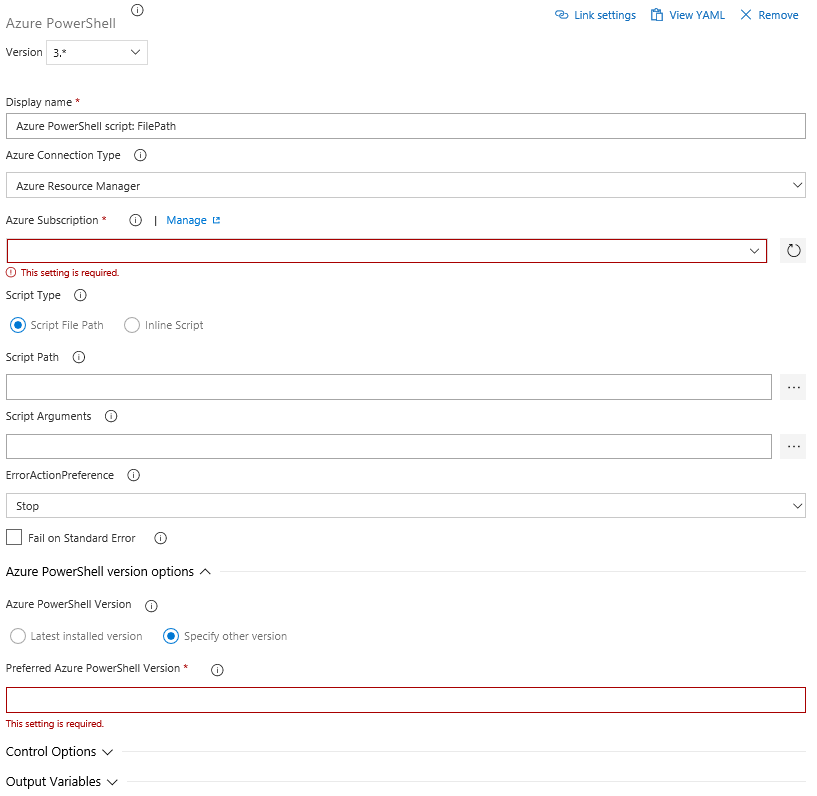 Azure PowerShell
Link settings View YAML Remove
Version 3.*
Display name *
Azure PowerShell script: FilePath
Azure Connection Type
Azure Resource Manager
Azure Subscription * | Manage
This setting is required.
Script Type
Script File Path Inline Script
Script Path
...
Script Arguments
...
ErrorActionPreference
Stop
Fail on Standard Error
Azure PowerShell version options
Azure PowerShell Version
Latest installed version Specify other version
Preferred Azure PowerShell Version *
This setting is required.
Control Options
Output Variables